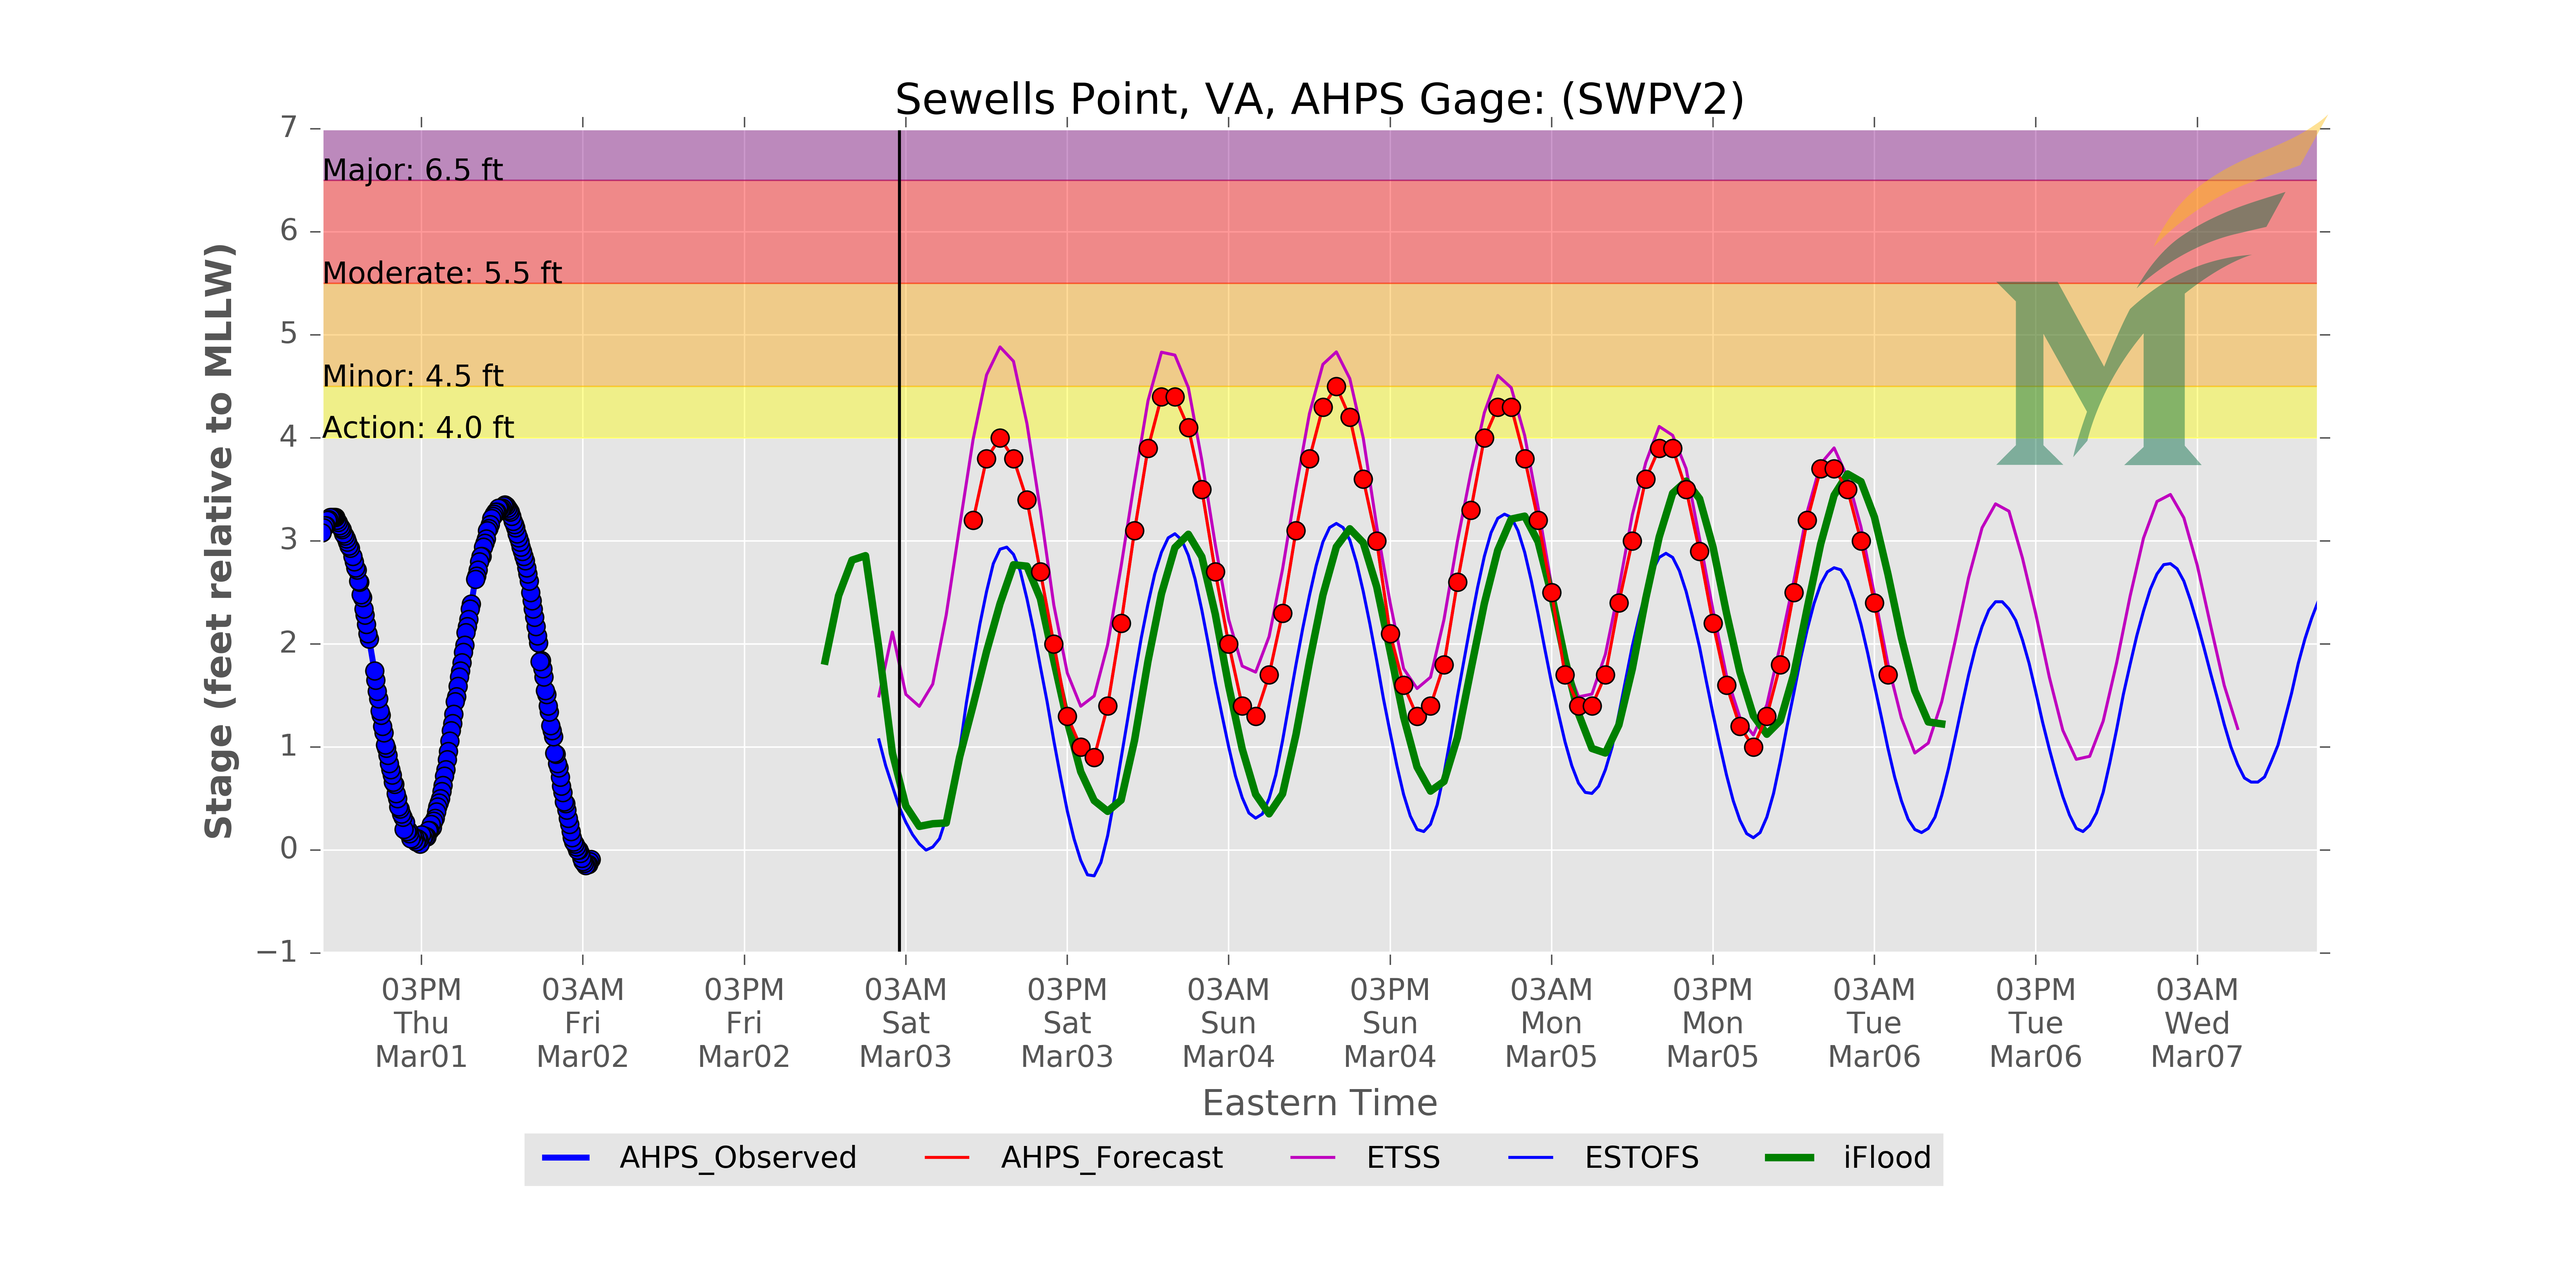 Sewells Point, VA, AHPS Gage: (SWPV2)
Stage (feet relative to MLLW)
7
6
5
4
3
2
1
0
−1
Major: 6.5 ft
Moderate: 5.5 ft
Minor: 4.5 ft
Action: 4.0 ft
03PM Thu Mar01
03AM Fri Mar02
03PM Fri Mar02
03AM Sat Mar03
03PM Sat Mar03
03AM Sun Mar04
03PM Sun Mar04
03AM Mon Mar05
03PM Mon Mar05
03AM Tue Mar06
03PM Tue Mar06
03AM Wed Mar07
Eastern Time
AHPS_Observed AHPS_Forecast ETSS ESTOFS iFlood
M